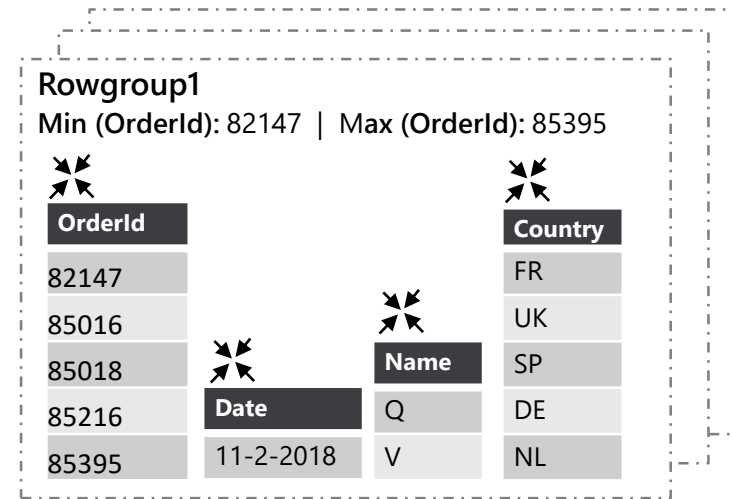 Rowgroup1
Min (OrderId): 82147 | Max (OrderId): 85395
OrderId
82147
85016
85018
85216
85395
Date
11-2-2018
Name
Q
V
Country
FR
UK
SP
DE
NL